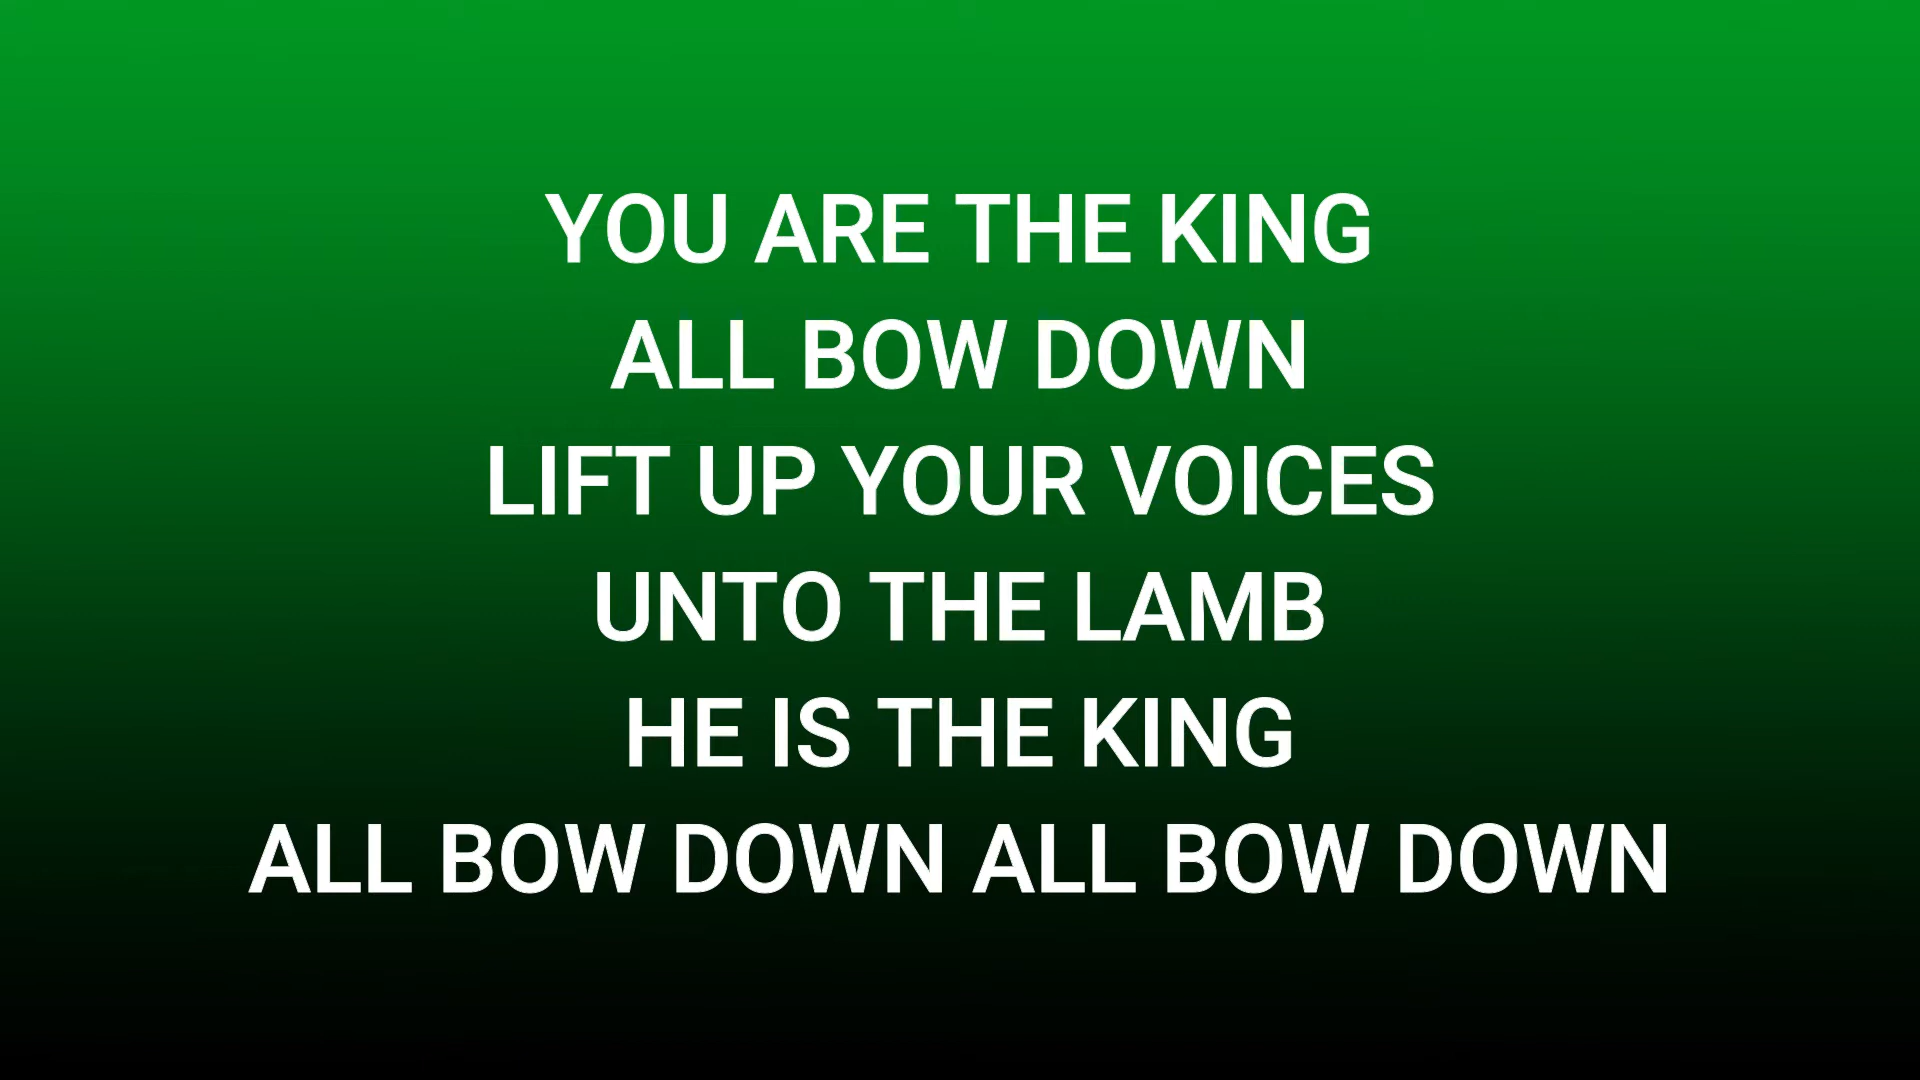 YOU ARE THE KING
ALL BOW DOWN
LIFT UP YOUR VOICES
UNTO THE LAMB
HE IS THE KING
ALL BOW DOWN ALL BOW DOWN